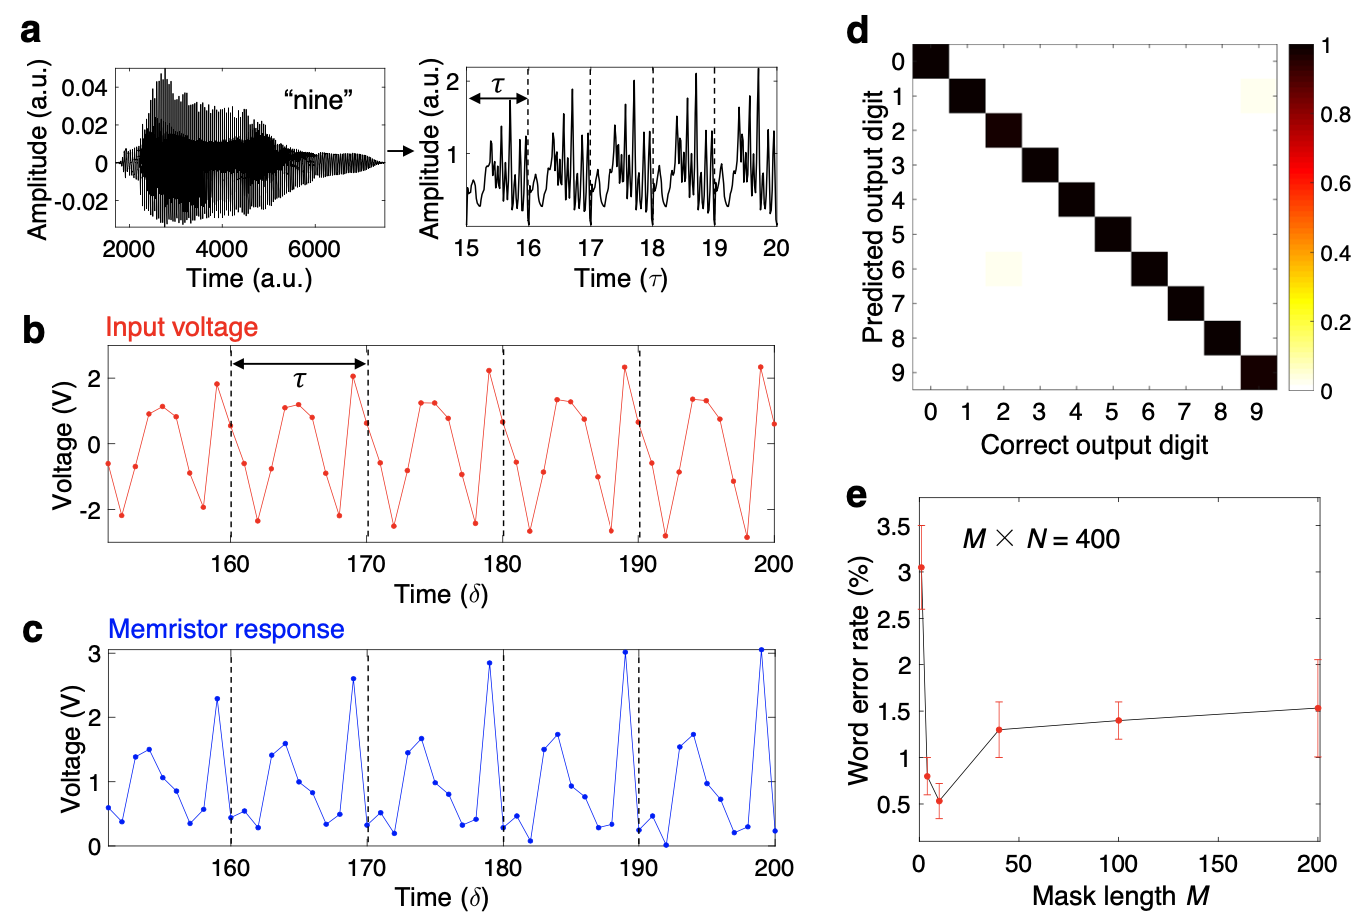 a
Amplitude (a.u.)
0.04
0.02
0
-0.02
"nine"
2000 4000 6000
Time (a.u.)
Amplitude (a.u.)
2
1
τ
15 16 17 18 19 20
Time (τ)
b
Input voltage
Voltage (V)
2
0
-2
τ
160 170 180 190 200
Time (δ)
c
Memristor response
Voltage (V)
3
2
1
0
160 170 180 190 200
Time (δ)
d
Predicted output digit
0
1
2
3
4
5
6
7
8
9
0 1 2 3 4 5 6 7 8 9
Correct output digit
1
0.8
0.6
0.4
0.2
0
e
Word error rate (%)
M × N = 400
3.5
3
2.5
2
1.5
1
0.5
0 50 100 150 200
Mask length M